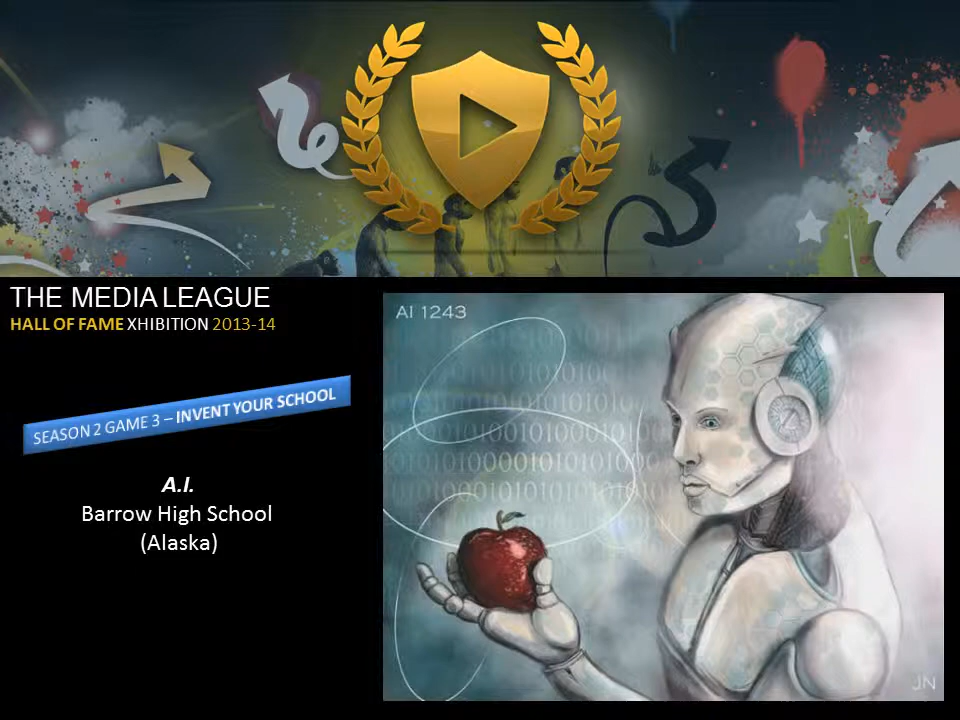 THE MEDIA LEAGUE
HALL OF FAME XHIBITION 2013-14
SEASON 2 GAME 3 – INVENT YOUR SCHOOL
A.I.
Barrow High School
(Alaska)
AI 1243
JN